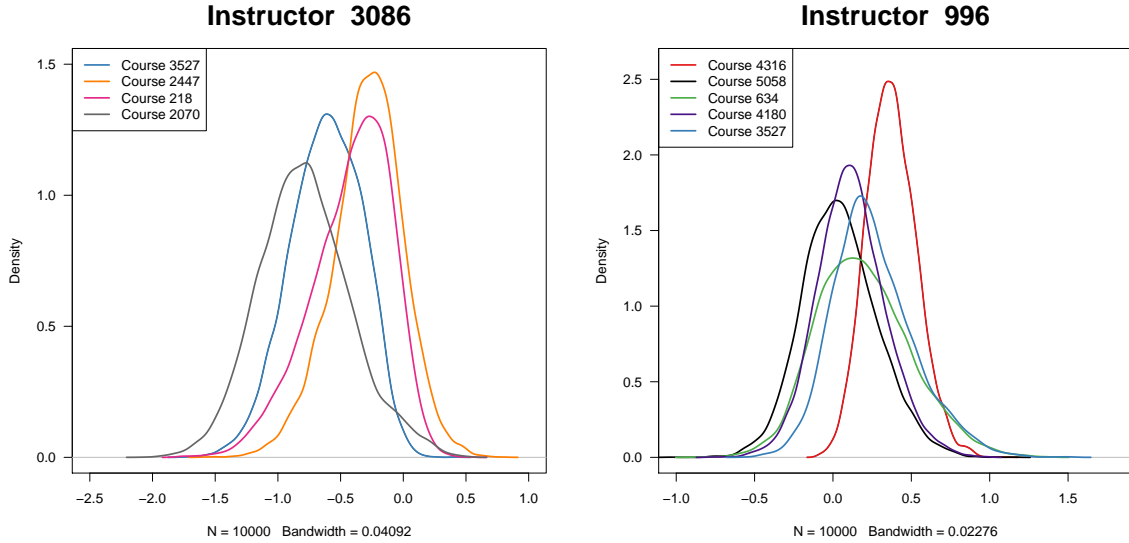 Instructor 3086
Course 3527
Course 2447
Course 218
Course 2070
Density
0.0
0.5
1.0
1.5
−2.5 −2.0 −1.5 −1.0 −0.5 0.0 0.5 1.0
N = 10000 Bandwidth = 0.04092
Instructor 996
Course 4316
Course 5058
Course 634
Course 4180
Course 3527
Density
0.0
0.5
1.0
1.5
2.0
2.5
−1.0 −0.5 0.0 0.5 1.0 1.5
N = 10000 Bandwidth = 0.02276